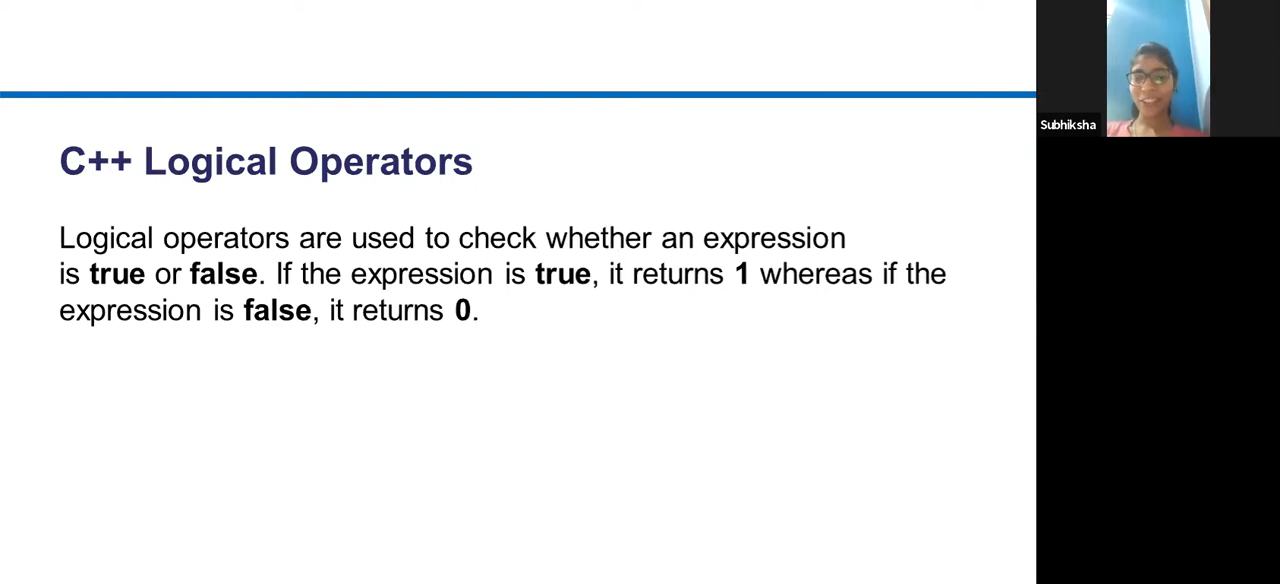 C++ Logical Operators
Logical operators are used to check whether an expression
is true or false. If the expression is true, it returns 1 whereas if the
expression is false, it returns 0.
Subhiksha